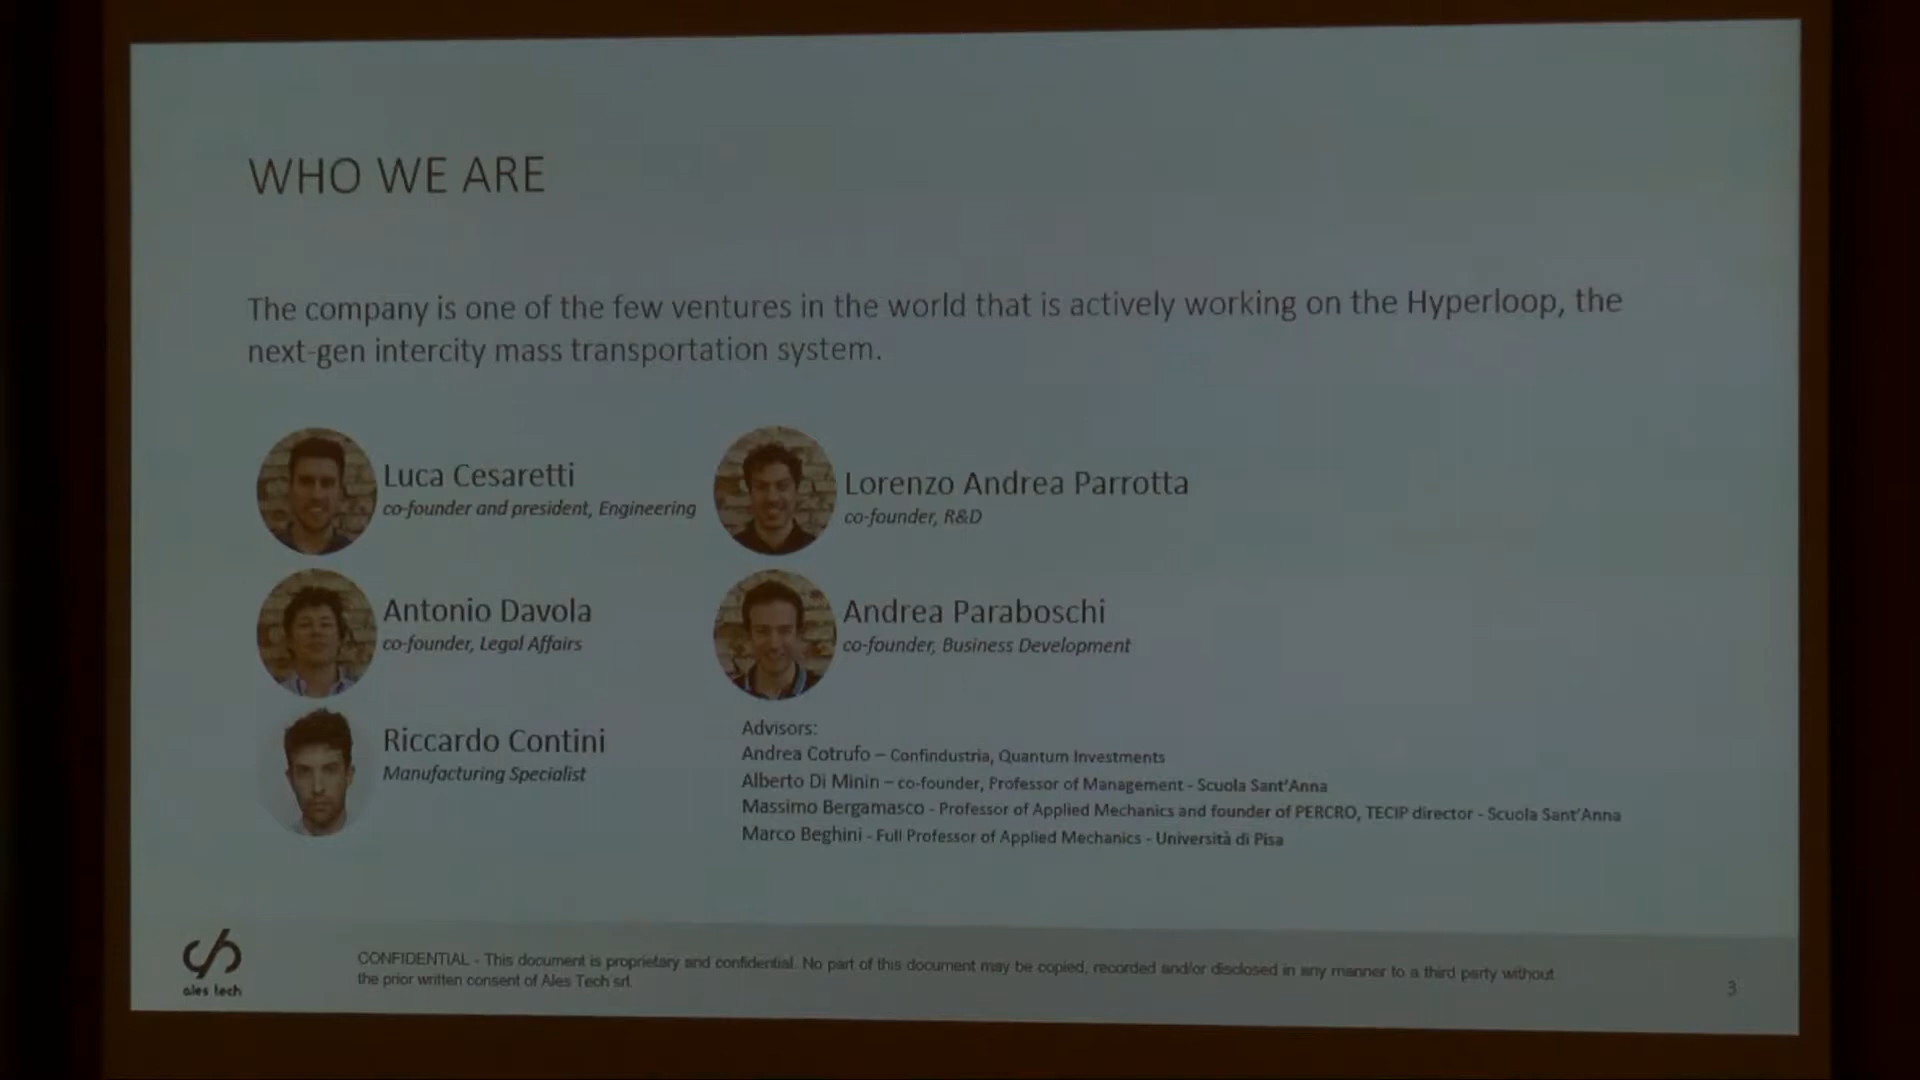 WHO WE ARE
The company is one of the few ventures in the world that is actively working on the Hyperloop, the
next-gen intercity mass transportation system.
Luca Cesaretti
co-founder and president, Engineering
Lorenzo Andrea Parrotta
co-founder, R&D
Antonio Davola
co-founder, Legal Affairs
Andrea Paraboschi
co-founder, Business Development
Riccardo Contini
Manufacturing Specialist
Advisors:
Andrea Cotrufo – Confindustria, Quantum Investments
Alberto Di Minin – co-founder, Professor of Management - Scuola Sant'Anna
Massimo Bergamasco - Professor of Applied Mechanics and founder of PERCRO, TECIP director - Scuola Sant'Anna
Marco Beghini - Full Professor of Applied Mechanics - Università di Pisa
ales tech
CONFIDENTIAL - This document is proprietary and confidential. No part of this document may be copied, recorded and/or disclosed in any manner to a third party without
the prior written consent of Ales Tech srl.
3